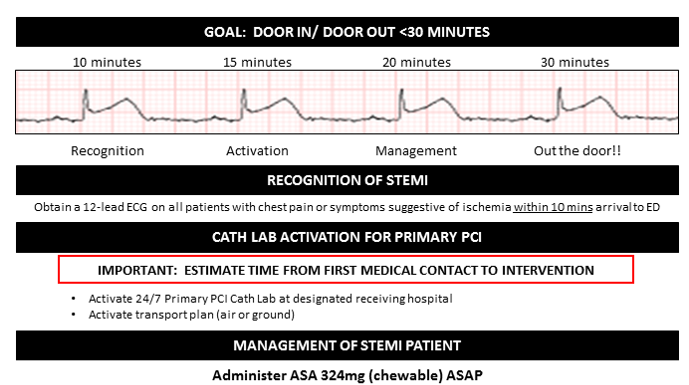 GOAL:  DOOR IN/ DOOR OUT <30 MINUTES
10 minutes 15 minutes 20 minutes 30 minutes
Recognition Activation Management Out the door!!
RECOGNITION OF STEMI
Obtain a 12-lead ECG on all patients with chest pain or symptoms suggestive of ischemia within 10 mins arrival to ED
CATH LAB ACTIVATION FOR PRIMARY PCI
IMPORTANT:  ESTIMATE TIME FROM FIRST MEDICAL CONTACT TO INTERVENTION
• Activate 24/7 Primary PCI Cath Lab at designated receiving hospital
• Activate transport plan (air or ground)
MANAGEMENT OF STEMI PATIENT
Administer ASA 324mg (chewable) ASAP